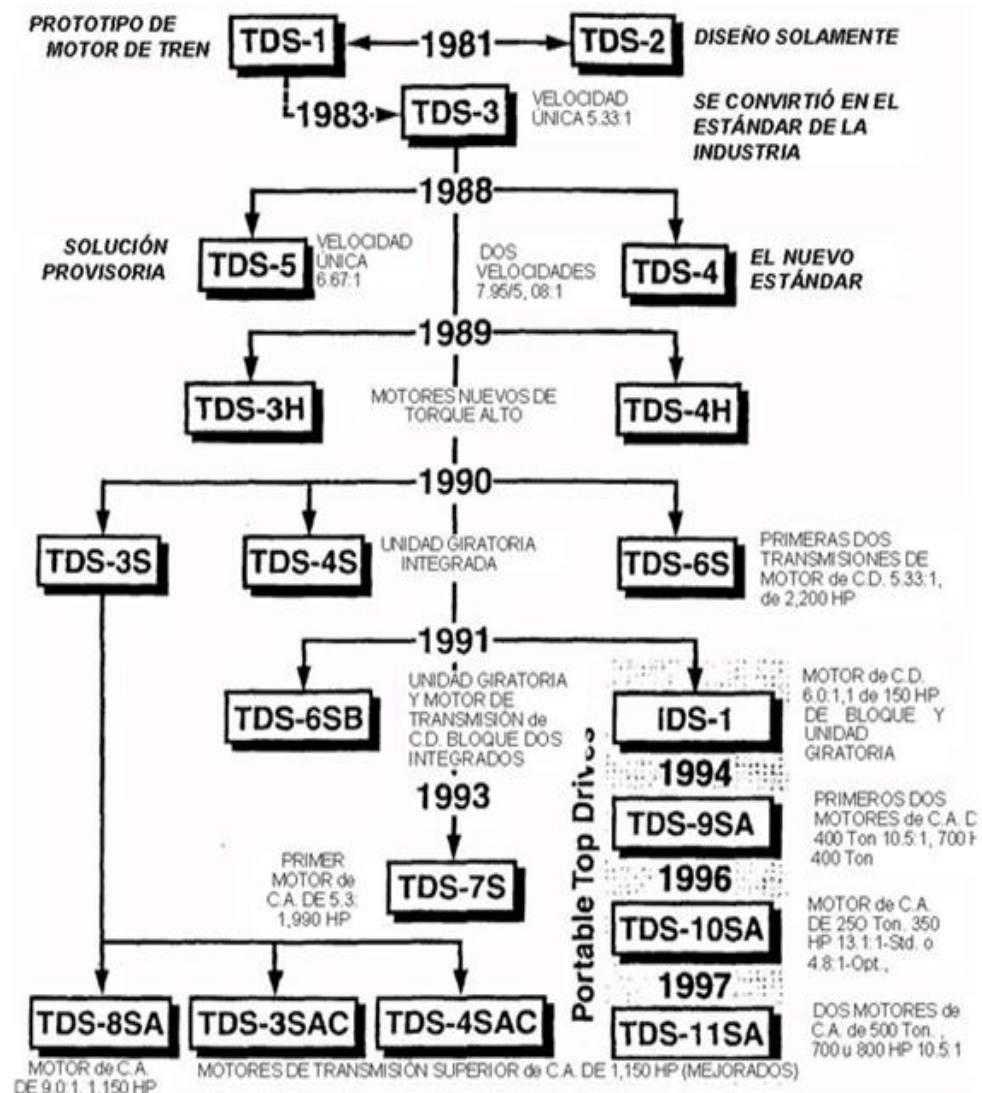 PROTOTIPO DE
MOTOR DE TREN
TDS-1
1981
TDS-2
DISEÑO SOLAMENTE
1983
TDS-3
VELOCIDAD
ÚNICA 5.33:1
SE CONVIRTIÓ EN EL
ESTÁNDAR DE LA
INDUSTRIA
1988
SOLUCIÓN
PROVISORIA
TDS-5
VELOCIDAD
ÚNICA
6.67:1
DOS
VELOCIDADES
7.95/5, 08:1
TDS-4
EL NUEVO
ESTÁNDAR
1989
TDS-3H
MOTORES NUEVOS DE
TORQUE ALTO
TDS-4H
1990
TDS-3S
TDS-4S
UNIDAD GIRATORIA
INTEGRADA
TDS-6S
PRIMERAS DOS
TRANSMISIONES DE
MOTOR de C.D. 5.33:1,
de 2,200 HP
1991
TDS-6SB
UNIDAD GIRATORIA
Y MOTOR DE
TRANSMISIÓN de
C.D. BLOQUE DOS
INTEGRADOS
IDS-1
MOTOR de C.D.
6.0:1,1 de 150 HP
DE BLOQUE Y
UNIDAD
GIRATORIA
Portable Top Drives
1994
1993
TDS-9SA
PRIMEROS DOS
MOTORES de C.A. D
400 Ton 10.5:1, 700 H
400 Ton
1996
PRIMER
MOTOR de
C.A. DE 5.3:
1,990 HP
TDS-7S
TDS-10SA
MOTOR de C.A.
DE 250 Ton. 350
HP 13.1:1-Std. o
4.8:1-Opt.,
1997
TDS-8SA
TDS-3SAC
TDS-4SAC
TDS-11SA
DOS MOTORES de
C.A. de 500 Ton. ,
700 u 800 HP 10.5:1
MOTOR de C.A.
DE 9.0:1, 1,150 HP
MOTORES DE TRANSMISIÓN SUPERIOR de C.A. DE 1,150 HP (MEJORADOS)